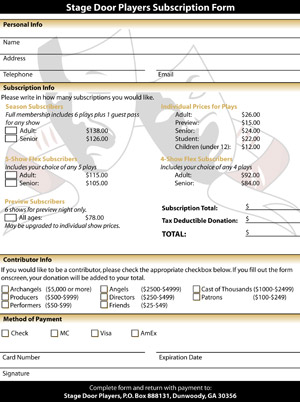 Stage Door Players Subscription Form
Personal Info
Name
Address
Telephone Email
Subscription Info
Please write in how many subscriptions you would like.
Season Subscribers Individual Prices for Plays
Full membership includes 6 plays plus 1 guest pass Adult: $26.00
for any show Preview: $15.00
Adult: $138.00 Senior: $24.00
Senior: $126.00 Student: $22.00
Children (under 12): $12.00
5-Show Flex Subscribers 4-Show Flex Subscribers
Includes your choice of any 5 plays Includes your choice of any 4 plays
Adult: $115.00 Adult: $92.00
Senior: $105.00 Senior: $84.00
Preview Subscribers
6 shows for preview night only. Subscription Total: $
All ages: $78.00 Tax Deductible Donation: $
May be upgraded to individual show prices.
TOTAL: $
Contributor Info
If you would like to be a contributor, please check the appropriate checkbox below. If you fill out the form
onscreen, your donation will be added to your total.
Archangels ($5,000 or more) Angels ($2500-$4999) Cast of Thousands ($1000-$2499)
Producers ($500-$999) Directors ($250-$499) Patrons ($100-$249)
Performers ($50-$99) Friends ($25-$49)
Method of Payment
Check MC Visa AmEx
Card Number Expiration Date
Signature
Complete form and return with payment to:
Stage Door Players, P.O. Box 888131, Dunwoody, GA 30356